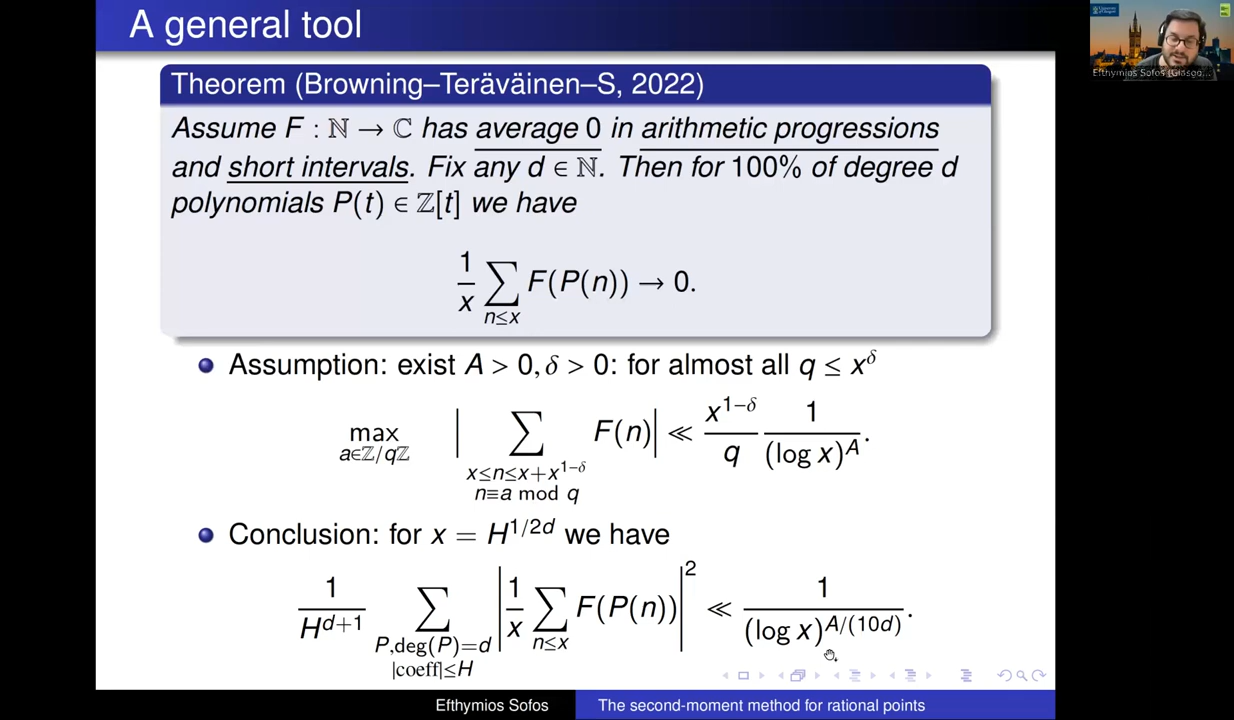 A general tool
Efthymios Sofos (Glasgo...
Theorem (Browning–Teräväinen–S, 2022)
Assume F : ℕ → ℂ has average 0 in arithmetic progressions
and short intervals. Fix any d ∈ ℕ. Then for 100% of degree d
polynomials P(t) ∈ ℤ[t] we have
1/x ∑_{n≤x} F(P(n)) → 0.
Assumption: exist A > 0, δ > 0: for almost all q ≤ x^δ
max_{a∈ℤ/qℤ} | ∑_{x≤n≤x+x^{1−δ}, n≡a mod q} F(n) | ≪ x^{1−δ}/q 1/(log x)^A.
Conclusion: for x = H^{1/2d} we have
1/H^{d+1} ∑_{P,deg(P)=d, |coeff|≤H} | 1/x ∑_{n≤x} F(P(n)) |^2 ≪ 1/(log x)^{A/(10d)}.
Efthymios Sofos
The second-moment method for rational points